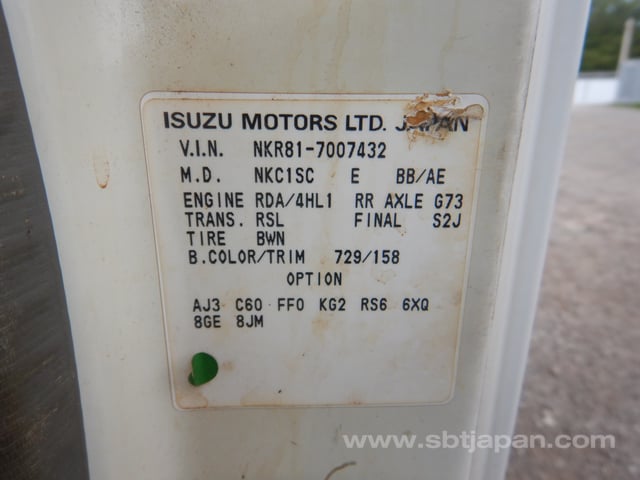 ISUZU MOTORS LTD. JAPAN
V.I.N. NKR81-7007432
M.D. NKC1SC E BB/AE
ENGINE RDA/4HL1 RR AXLE G73
TRANS. RSL FINAL S2J
TIRE BWN
B.COLOR/TRIM 729/158
OPTION
AJ3 C60 FF0 KG2 RS6 6XQ
8GE 8JM
www.sbtjapan.com